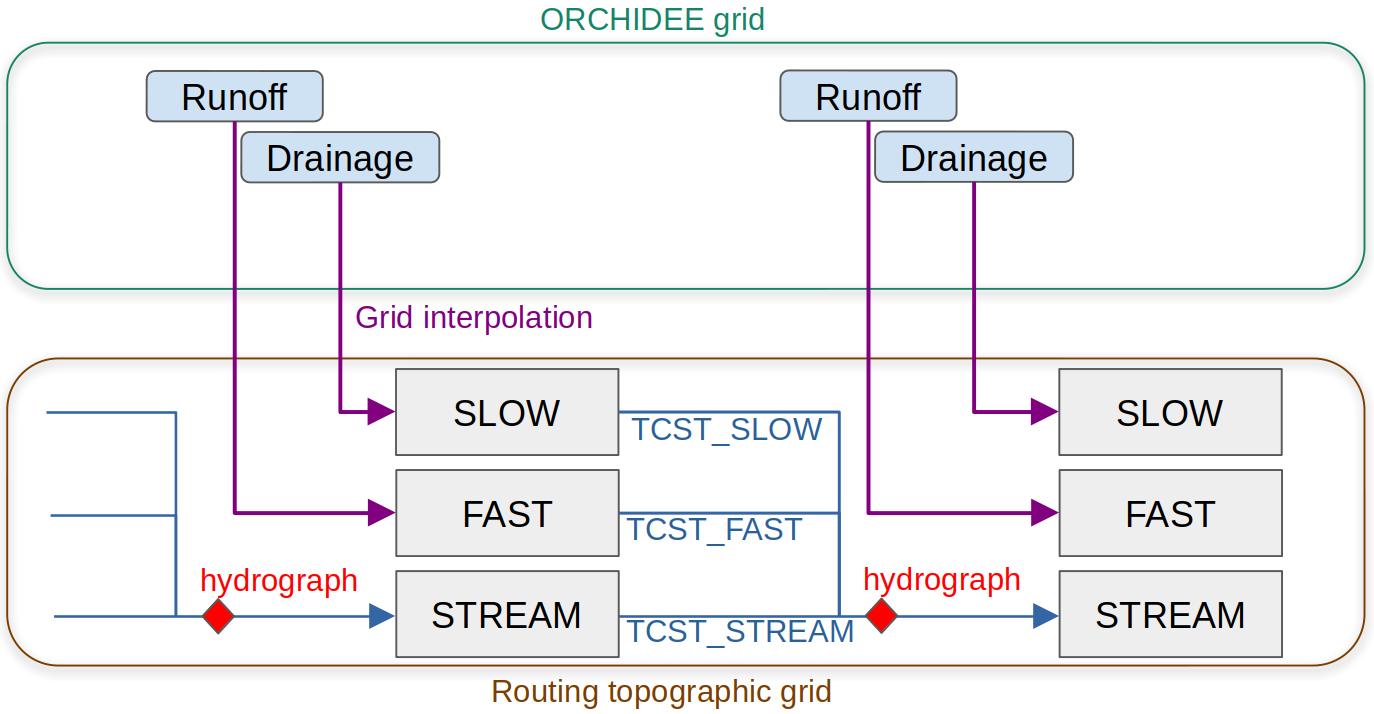 ORCHIDEE grid
Runoff
Drainage
Runoff
Drainage
Grid interpolation
SLOW
TCST_SLOW
SLOW
FAST
TCST_FAST
FAST
hydrograph
STREAM
TCST_STREAM
hydrograph
STREAM
Routing topographic grid